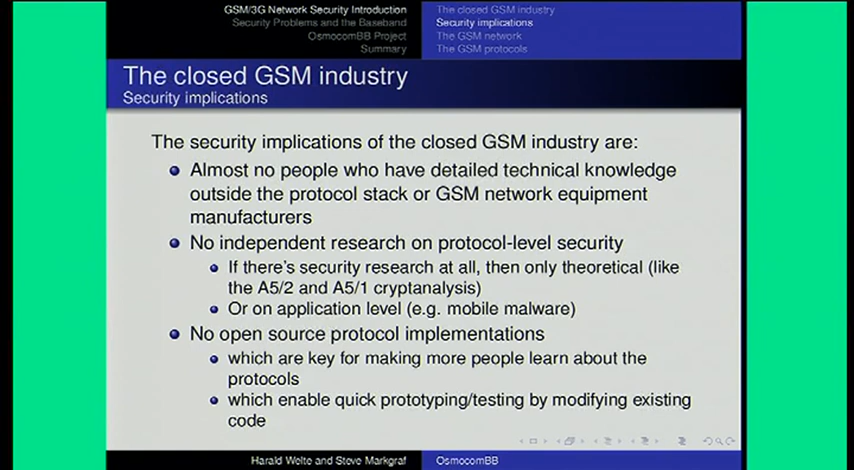 GSM/3G Network Security Introduction
Security Problems and the Baseband
OsmocomBB Project
Summary
The closed GSM industry
Security implications
The GSM network
The GSM protocols
The closed GSM industry
Security implications
The security implications of the closed GSM industry are:
Almost no people who have detailed technical knowledge
outside the protocol stack or GSM network equipment
manufacturers
No independent research on protocol-level security
If there's security research at all, then only theoretical (like
the A5/2 and A5/1 cryptanalysis)
Or on application level (e.g. mobile malware)
No open source protocol implementations
which are key for making more people learn about the
protocols
which enable quick prototyping/testing by modifying existing
code
Harald Welte and Steve Markgraf
OsmocomBB